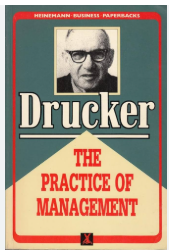 HEINEMANN·BUSINESS PAPERBACKS
Drucker
THE
PRACTICE OF
MANAGEMENT